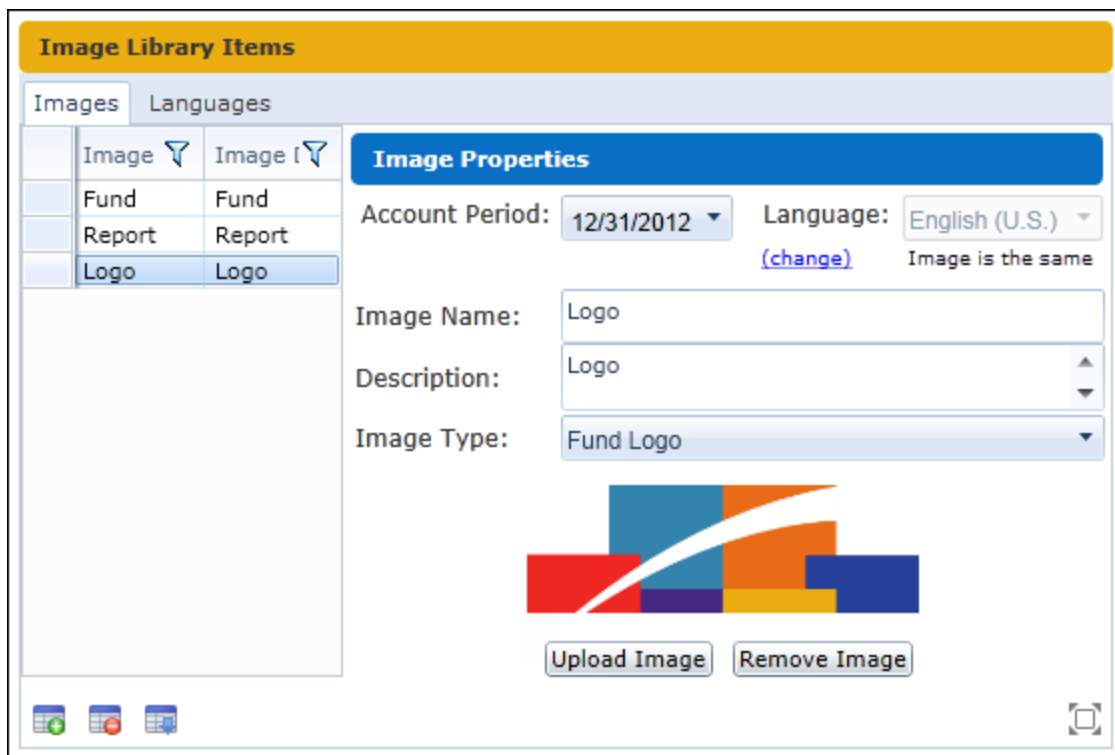 Image Library Items
Images Languages
Image Image
Fund Fund
Report Report
Logo Logo
Image Properties
Account Period: 12/31/2012 Language: English (U.S.)
(change) Image is the same
Image Name: Logo
Description: Logo
Image Type: Fund Logo
Upload Image Remove Image